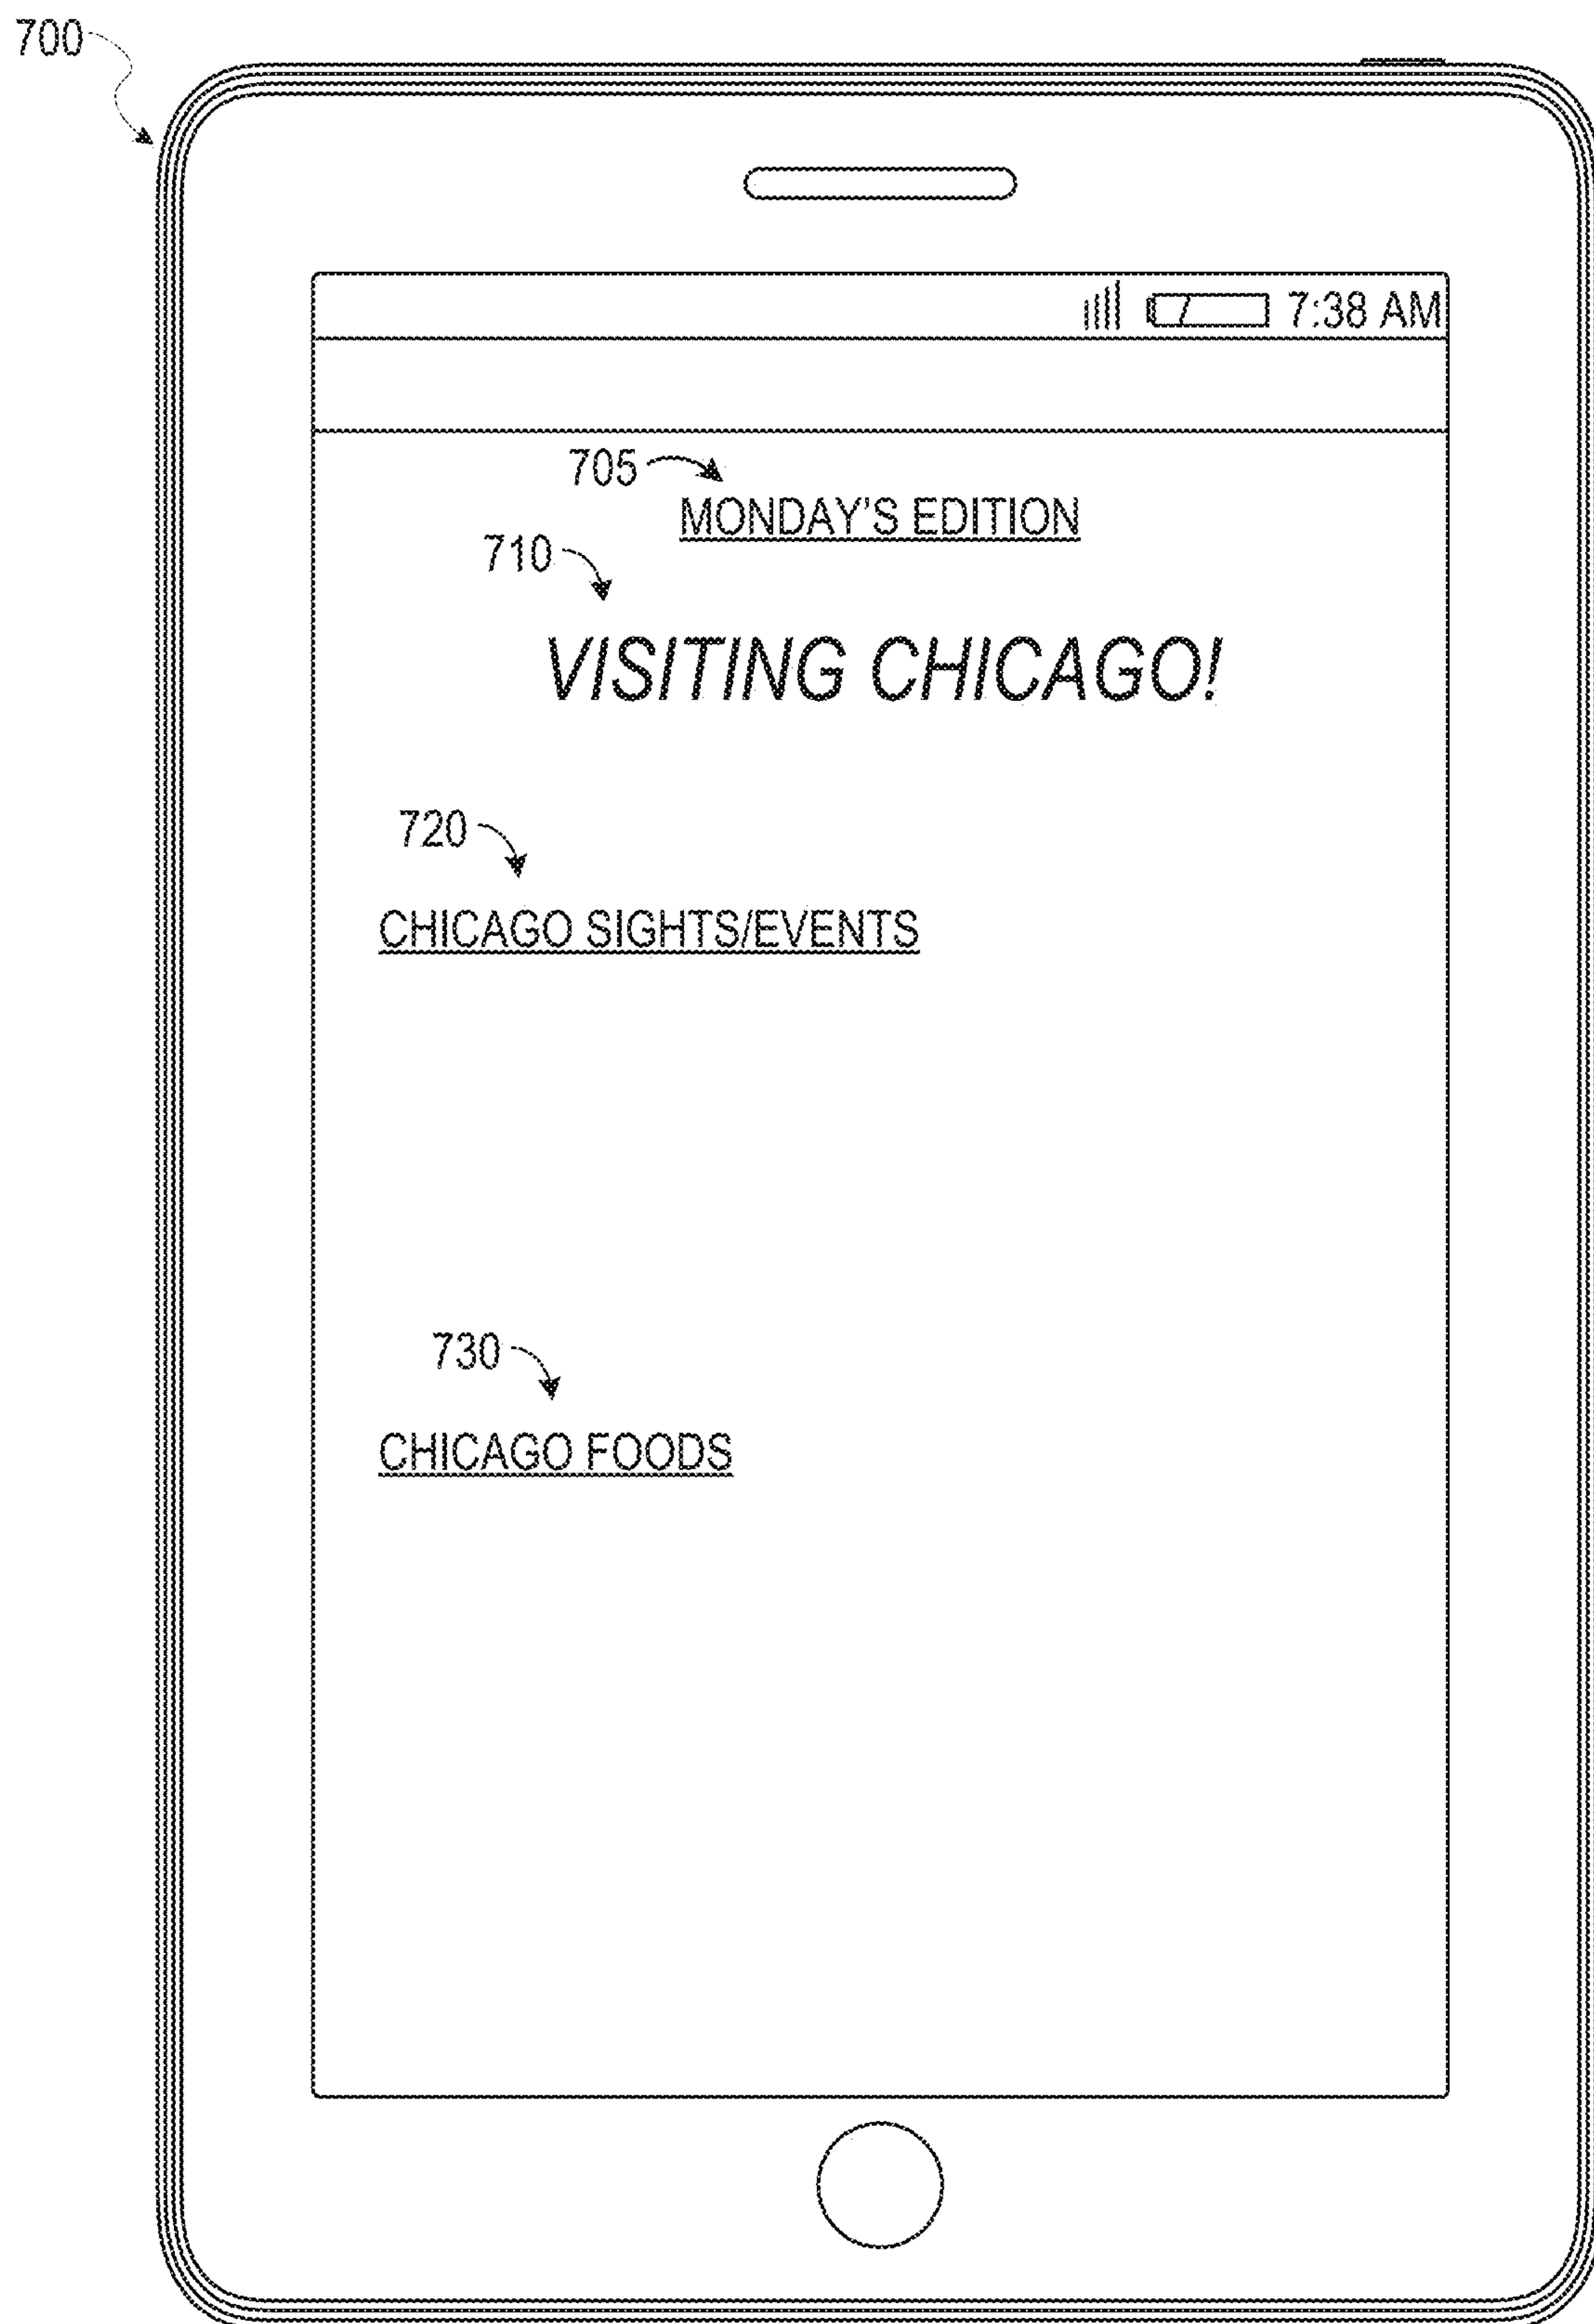 700
7:38 AM
705
MONDAY'S EDITION
710
VISITING CHICAGO!
720
CHICAGO SIGHTS/EVENTS
730
CHICAGO FOODS